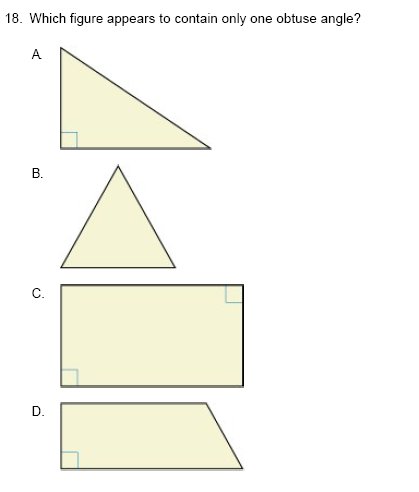 18. Which figure appears to contain only one obtuse angle?
A.
B.
C.
D.